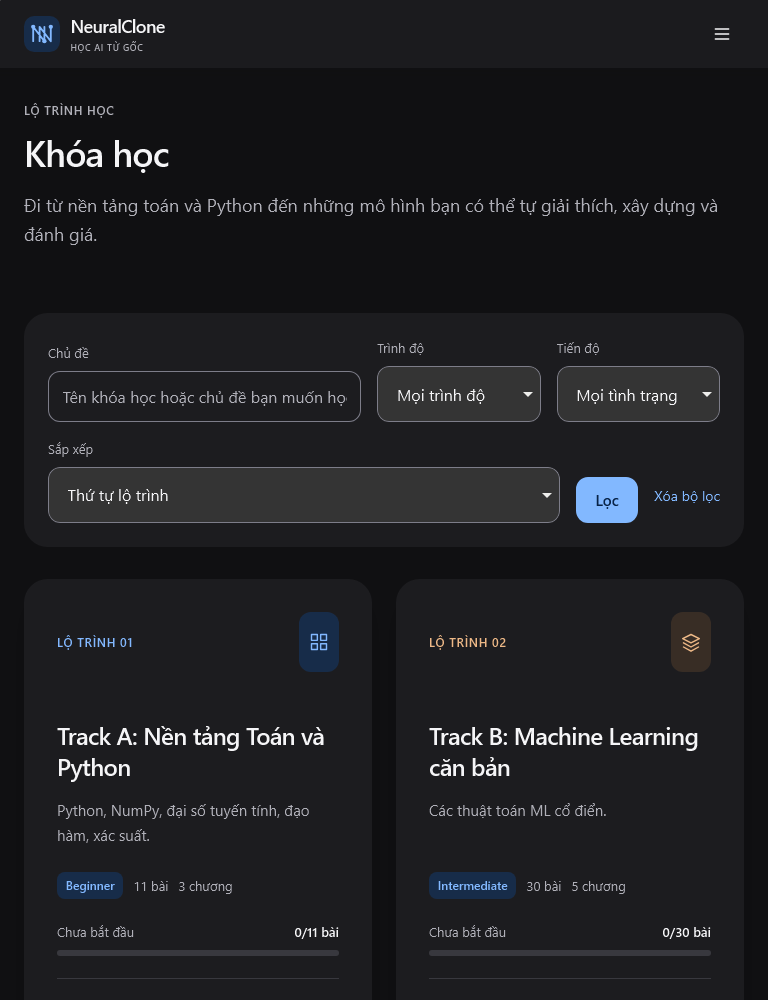 NeuralClone
HỌC AI TỪ GỐC
LỘ TRÌNH HỌC
Khóa học
Đi từ nền tảng toán và Python đến những mô hình bạn có thể tự giải thích, xây dựng và
đánh giá.
Chủ đề
Trình độ
Tiến độ
Tên khóa học hoặc chủ đề bạn muốn họ
Mọi trình độ
Mọi tình trạng
Sắp xếp
Thứ tự lộ trình
Lọc
Xóa bộ lọc
LỘ TRÌNH 01
Track A: Nền tảng Toán và
Python
Python, NumPy, đại số tuyến tính, đạo
hàm, xác suất.
Beginner 11 bài 3 chương
Chưa bắt đầu 0/11 bài
LỘ TRÌNH 02
Track B: Machine Learning
căn bản
Các thuật toán ML cổ điển.
Intermediate 30 bài 5 chương
Chưa bắt đầu 0/30 bài